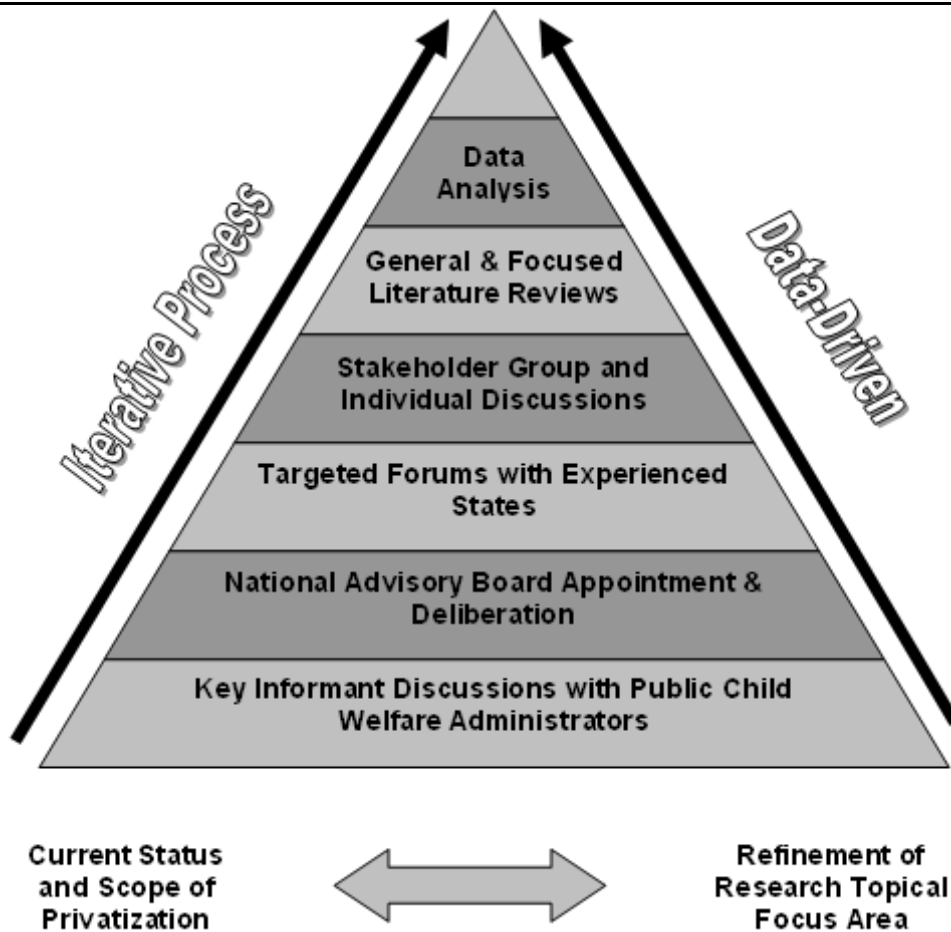 Data
Analysis
General & Focused
Literature Reviews
Stakeholder Group and
Individual Discussions
Targeted Forums with Experienced
States
National Advisory Board Appointment &
Deliberation
Key Informant Discussions with Public Child
Welfare Administrators
Iterative Process
Data-Driven
Current Status
and Scope of
Privatization
Refinement of
Research Topical
Focus Area